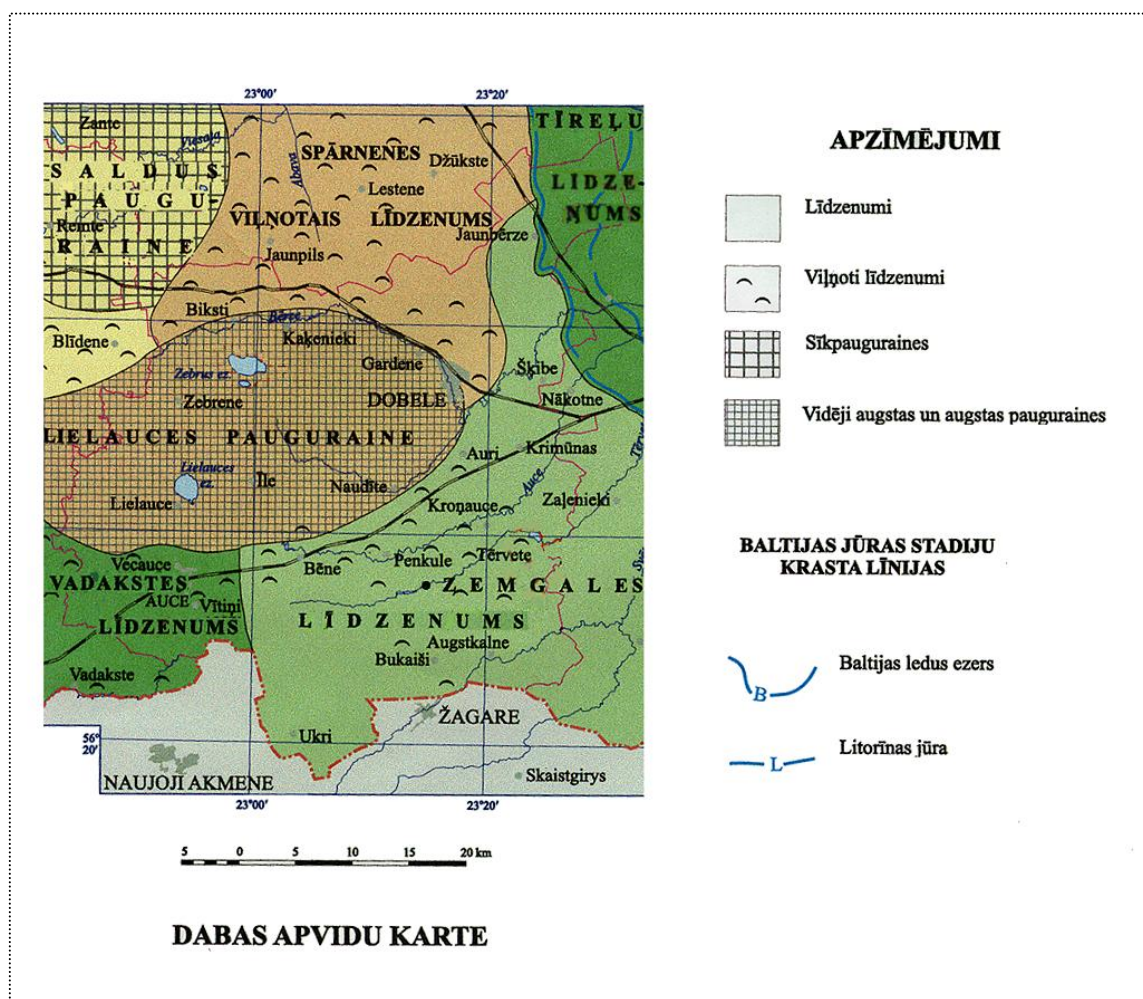 23°00'
23°20'
Zante
Viesata
SALDUS
PAUGU-
Remte
RAINE
SPĀRNENES
Džūkste
Abava
Lestene
VIĻŅOTAIS LĪDZENUMS
Jaunpils
Jaunbērze
TĪREĻU
LĪDZE-
ŅUMS
Biksti
Bērze
Kaķenieki
Blīdene
Gardene
Zebrus ez.
Šķibe
Zebrene
DOBELE
Nākotne
LIELAUCES PAUGURAINE
Auri
Krimūnas
Lielauces
ez.
Īle
Naudīte
Auce
Zaļenieki
Lielauce
Kroņauce
Vecauce
Bēne
Penkule
Tērvete
VADAKSTES
ZEMGALES
AUCE
Vītiņi
LĪDZENUMS
LĪDZENUMS
Augstkalne
Bukaiši
Vadakste
ŽAGARE
56°
20'
Ukri
NAUJOJI AKMENE
Skaistgirys
23°00'
23°20'
5 0 5 10 15 20 km
DABAS APVIDU KARTE
APZĪMĒJUMI
Līdzenumi
Viļņoti līdzenumi
Sīkpauguraines
Vidēji augstas un augstas pauguraines
BALTIJAS JŪRAS STADIJU
KRASTA LĪNIJAS
B
Baltijas ledus ezers
L
Litorīnas jūra